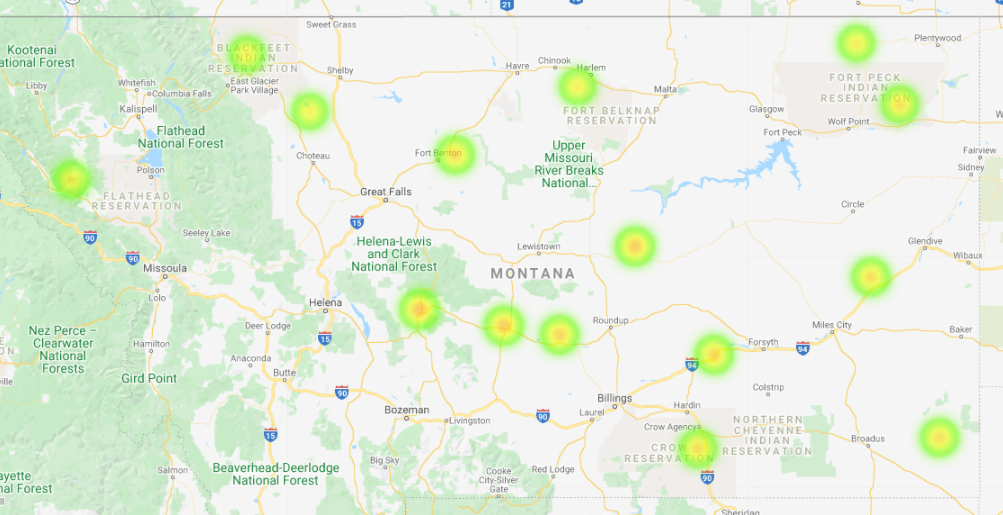 21
Sweet Grass
Plentywood
Kootenai
ational Forest
BLACKFEET
INDIAN
RESERVATION
Shelby
Havre
Chinook
Harlem
Libby
Whitefish
Columbia Falls
East Glacier
Park Village
Malta
FORT PECK
INDIAN
RESERVATION
Kalispell
FORT BELKNAP
RESERVATION
Glasgow
Wolf Point
Fort Peck
Flathead
National Forest
Choteau
Fort Benton
Upper
Missouri
River Breaks
National...
Fairview
Sidney
Polson
FLATHEAD
RESERVATION
Great Falls
Circle
15
90
Seeley Lake
Helena-Lewis
and Clark
National Forest
Lewistown
Glendive
Wibaux
90
Missoula
MONTANA
Lolo
Helena
Roundup
Miles City
Baker
Nez Perce –
Clearwater
National
Forests
Deer Lodge
15
Hamilton
Forsyth
94
94
Anaconda
Butte
Gird Point
Colstrip
90
Billings
Hardin
Bozeman
Livingston
90
Laurel
Crow Agency
NORTHERN
CHEYENNE
INDIAN
RESERVATION
15
CROW
RESERVATION
Broadus
Big Sky
Salmon
Beaverhead-Deerlodge
National Forest
Cooke
City-Silver
Gate
Red Lodge
90
ayette
nal Forest
Sheridan